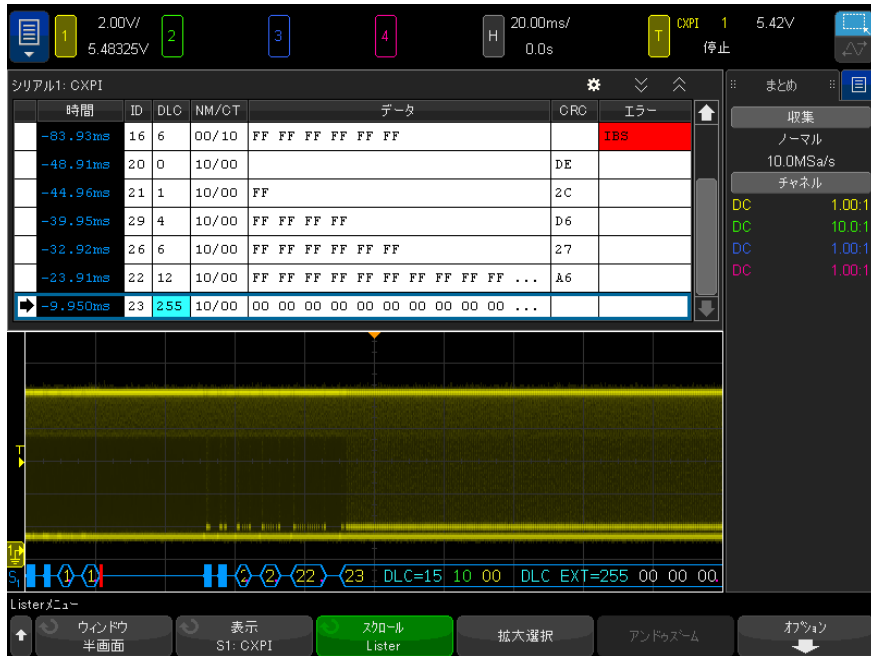 1 2.00V/ 5.48325V 2 3 4 H 20.00ms/ 0.0s T CXPI 1 5.42V 停止
シリアル1: CXPI
まとめ
時間 ID DLC NM/CT データ CRC エラー
-83.93ms 16 6 00/10 FF FF FF FF FF FF IBS
-48.91ms 20 0 10/00 DE
-44.96ms 21 1 10/00 FF 2C
-39.95ms 29 4 10/00 FF FF FF FF D6
-32.92ms 26 6 10/00 FF FF FF FF FF FF 27
-23.91ms 22 12 10/00 FF FF FF FF FF FF FF FF FF FF ... A6
-9.950ms 23 255 10/00 00 00 00 00 00 00 00 00 00 00 ...
収集
ノーマル
10.0MSa/s
チャネル
DC 1.00:1
DC 10.0:1
DC 1.00:1
DC 1.00:1
T
1
S1 1 1 2 2 22 23 DLC=15 10 00 DLC EXT=255 00 00 00
Listerメニュー
ウィンドウ
半画面
表示
S1: CXPI
スクロール
Lister
拡大選択
アンドゥズーム
オプション